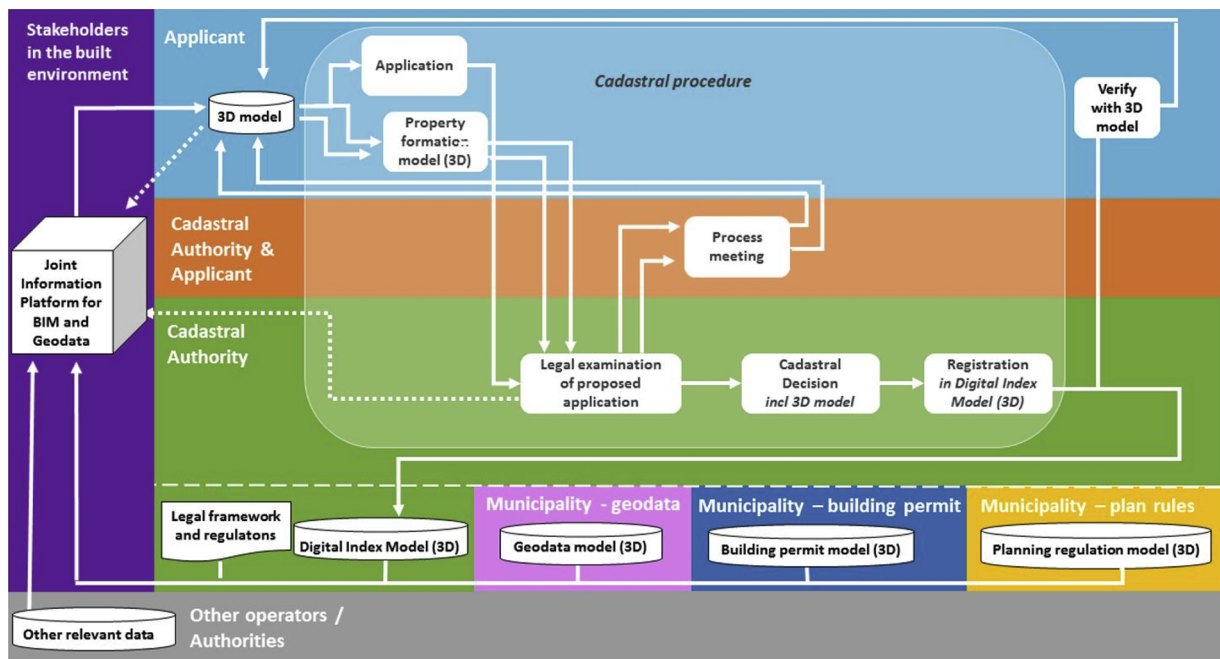 Stakeholders
in the built
environment
Applicant
Application
Cadastral procedure
Verify
with 3D
model
3D model
Property
formation
model (3D)
Cadastral
Authority &
Applicant
Process
meeting
Joint
Information
Platform for
BIM and
Geodata
Cadastral
Authority
Legal examination
of proposed
application
Cadastral
Decision
incl 3D model
Registration
in Digital Index
Model (3D)
Legal framework
and regulatons
Digital Index Model (3D)
Municipality - geodata
Geodata model (3D)
Municipality – building permit
Building permit model (3D)
Municipality – plan rules
Planning regulation model (3D)
Other relevant data
Other operators /
Authorities